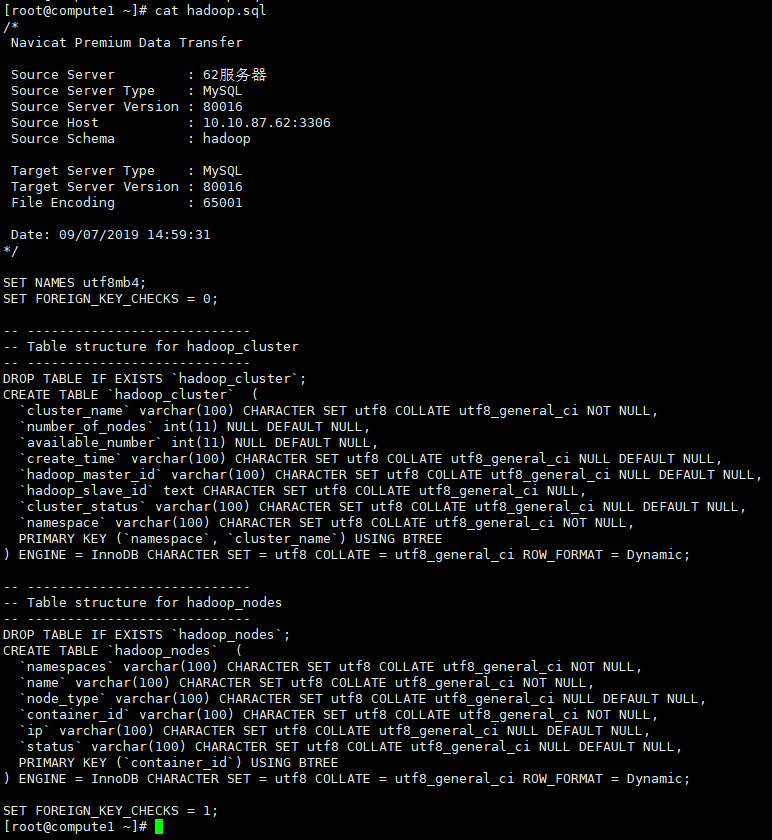 [root@compute1 ~]# cat hadoop.sql
/*
 Navicat Premium Data Transfer

 Source Server         : 62服务器
 Source Server Type    : MySQL
 Source Server Version : 80016
 Source Host           : 10.10.87.62:3306
 Source Schema         : hadoop

 Target Server Type    : MySQL
 Target Server Version : 80016
 File Encoding         : 65001

 Date: 09/07/2019 14:59:31
*/

SET NAMES utf8mb4;
SET FOREIGN_KEY_CHECKS = 0;

-- ----------------------------
-- Table structure for hadoop_cluster
-- ----------------------------
DROP TABLE IF EXISTS `hadoop_cluster`;
CREATE TABLE `hadoop_cluster`  (
  `cluster_name` varchar(100) CHARACTER SET utf8 COLLATE utf8_general_ci NOT NULL,
  `number_of_nodes` int(11) NULL DEFAULT NULL,
  `available_number` int(11) NULL DEFAULT NULL,
  `create_time` varchar(100) CHARACTER SET utf8 COLLATE utf8_general_ci NULL DEFAULT NULL,
  `hadoop_master_id` varchar(100) CHARACTER SET utf8 COLLATE utf8_general_ci NULL DEFAULT NULL,
  `hadoop_slave_id` text CHARACTER SET utf8 COLLATE utf8_general_ci NULL,
  `cluster_status` varchar(100) CHARACTER SET utf8 COLLATE utf8_general_ci NULL DEFAULT NULL,
  `namespace` varchar(100) CHARACTER SET utf8 COLLATE utf8_general_ci NOT NULL,
  PRIMARY KEY (`namespace`, `cluster_name`) USING BTREE
) ENGINE = InnoDB CHARACTER SET = utf8 COLLATE = utf8_general_ci ROW_FORMAT = Dynamic;

-- ----------------------------
-- Table structure for hadoop_nodes
-- ----------------------------
DROP TABLE IF EXISTS `hadoop_nodes`;
CREATE TABLE `hadoop_nodes`  (
  `namespaces` varchar(100) CHARACTER SET utf8 COLLATE utf8_general_ci NOT NULL,
  `name` varchar(100) CHARACTER SET utf8 COLLATE utf8_general_ci NOT NULL,
  `node_type` varchar(100) CHARACTER SET utf8 COLLATE utf8_general_ci NULL DEFAULT NULL,
  `container_id` varchar(100) CHARACTER SET utf8 COLLATE utf8_general_ci NOT NULL,
  `ip` varchar(100) CHARACTER SET utf8 COLLATE utf8_general_ci NULL DEFAULT NULL,
  `status` varchar(100) CHARACTER SET utf8 COLLATE utf8_general_ci NULL DEFAULT NULL,
  PRIMARY KEY (`container_id`) USING BTREE
) ENGINE = InnoDB CHARACTER SET = utf8 COLLATE = utf8_general_ci ROW_FORMAT = Dynamic;

SET FOREIGN_KEY_CHECKS = 1;
[root@compute1 ~]#